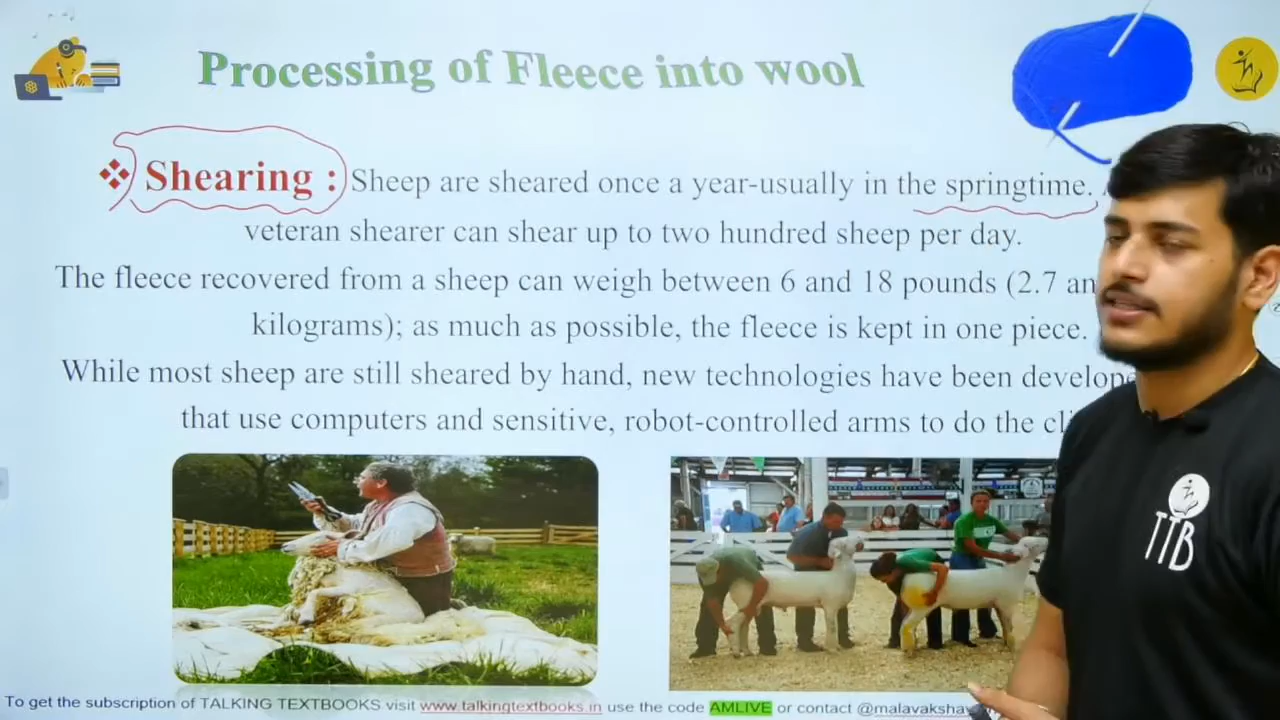 Processing of Fleece into wool
❖ Shearing : Sheep are sheared once a year-usually in the springtime.
veteran shearer can shear up to two hundred sheep per day.
The fleece recovered from a sheep can weigh between 6 and 18 pounds (2.7 an
kilograms); as much as possible, the fleece is kept in one piece.
While most sheep are still sheared by hand, new technologies have been develope
that use computers and sensitive, robot-controlled arms to do the cli
TTB
To get the subscription of TALKING TEXTBOOKS visit www.talkingtextbooks.in use the code AMLIVE or contact @malavaksha